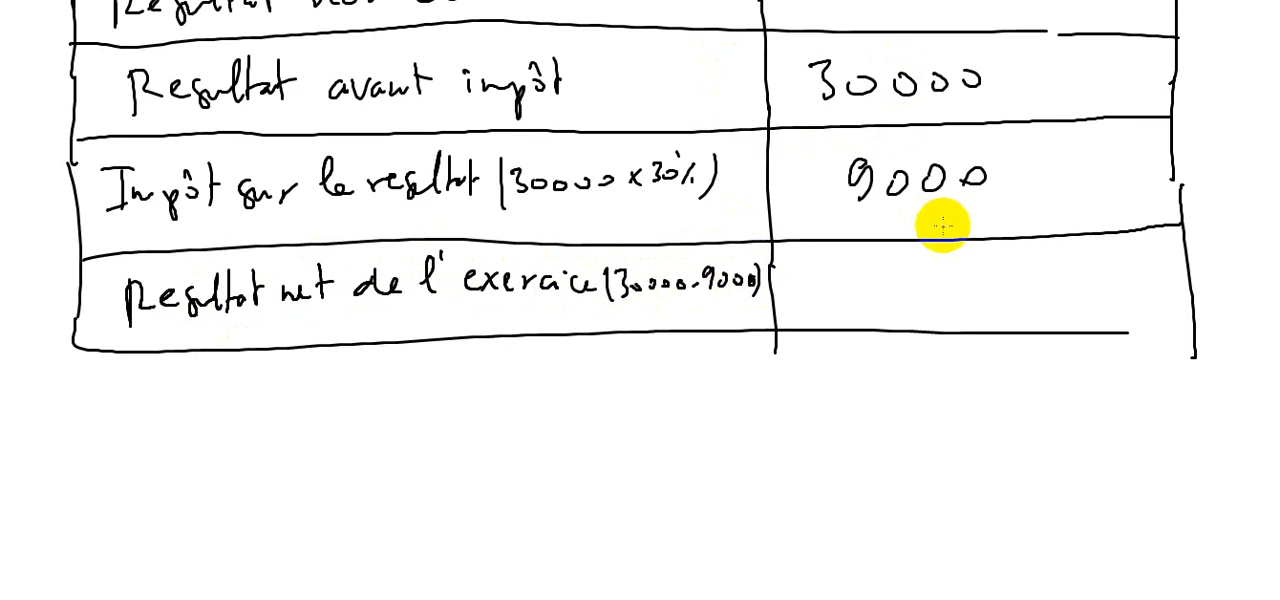 Resultat avant impôt 30000
Impôt sur le resultat (30000 x 30%) 9000
Resultat net de l'exercice (30000-9000)